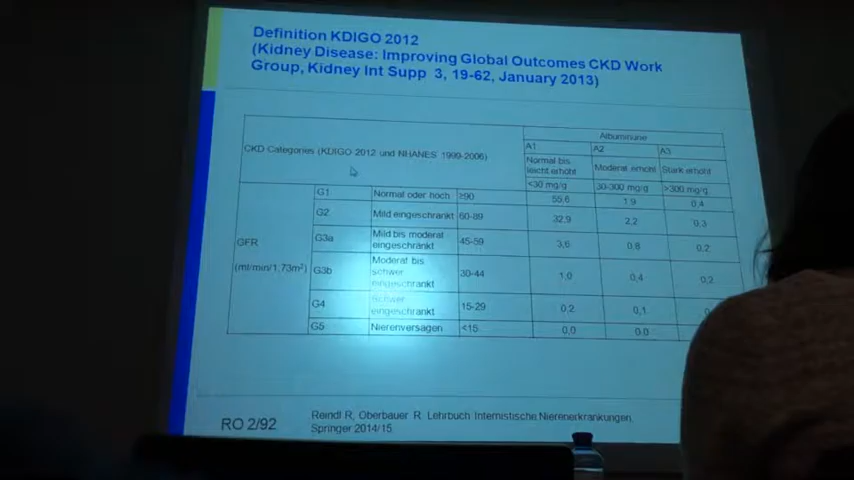 Definition KDIGO 2012
(Kidney Disease: Improving Global Outcomes CKD Work
Group, Kidney Int Supp 3, 19-62, January 2013)
CKD Categories (KDIGO 2012 und NHANES 1999-2006)
Albuminurie
A1 A2 A3
Normal bis leicht erhöht Moderat erhöht Stark erhöht
<30 mg/g 30-300 mg/g >300 mg/g
GFR
(ml/min/1,73m²)
G1 Normal oder hoch ≥90 55,6 1,9 0,4
G2 Mild eingeschränkt 60-89 32,9 2,2 0,3
G3a Mild bis moderat eingeschränkt 45-59 3,6 0,8 0,2
G3b Moderat bis schwer eingeschränkt 30-44 1,0 0,4 0,2
G4 Schwer eingeschränkt 15-29 0,2 0,1
G5 Nierenversagen <15 0,0 0,0
RO 2/92
Reindl R, Oberbauer R. Lehrbuch Internistische Nierenerkrankungen,
Springer 2014/15